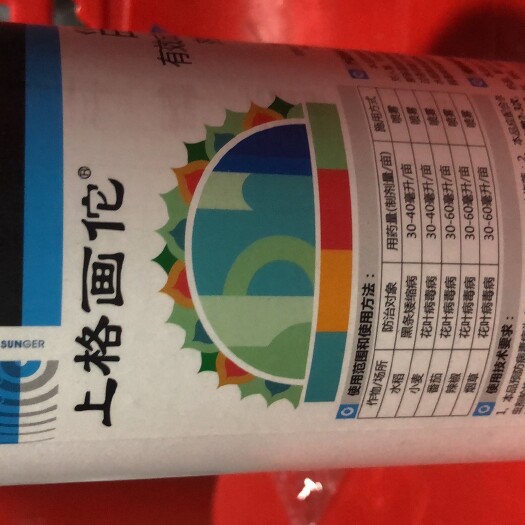 SUNGER
上格画佗®
有效
使用范围和使用方法：
作物/场所 防治对象 用药量(制剂量/亩) 施用方式
水稻 黑条矮缩病 30-40毫升/亩 喷雾
小麦 花叶病毒病 30-40毫升/亩 喷雾
番茄 花叶病毒病 30-60毫升/亩 喷雾
辣椒 花叶病毒病 30-60毫升/亩 喷雾
烟草 花叶病毒病 30-60毫升/亩 喷雾
使用技术要求：